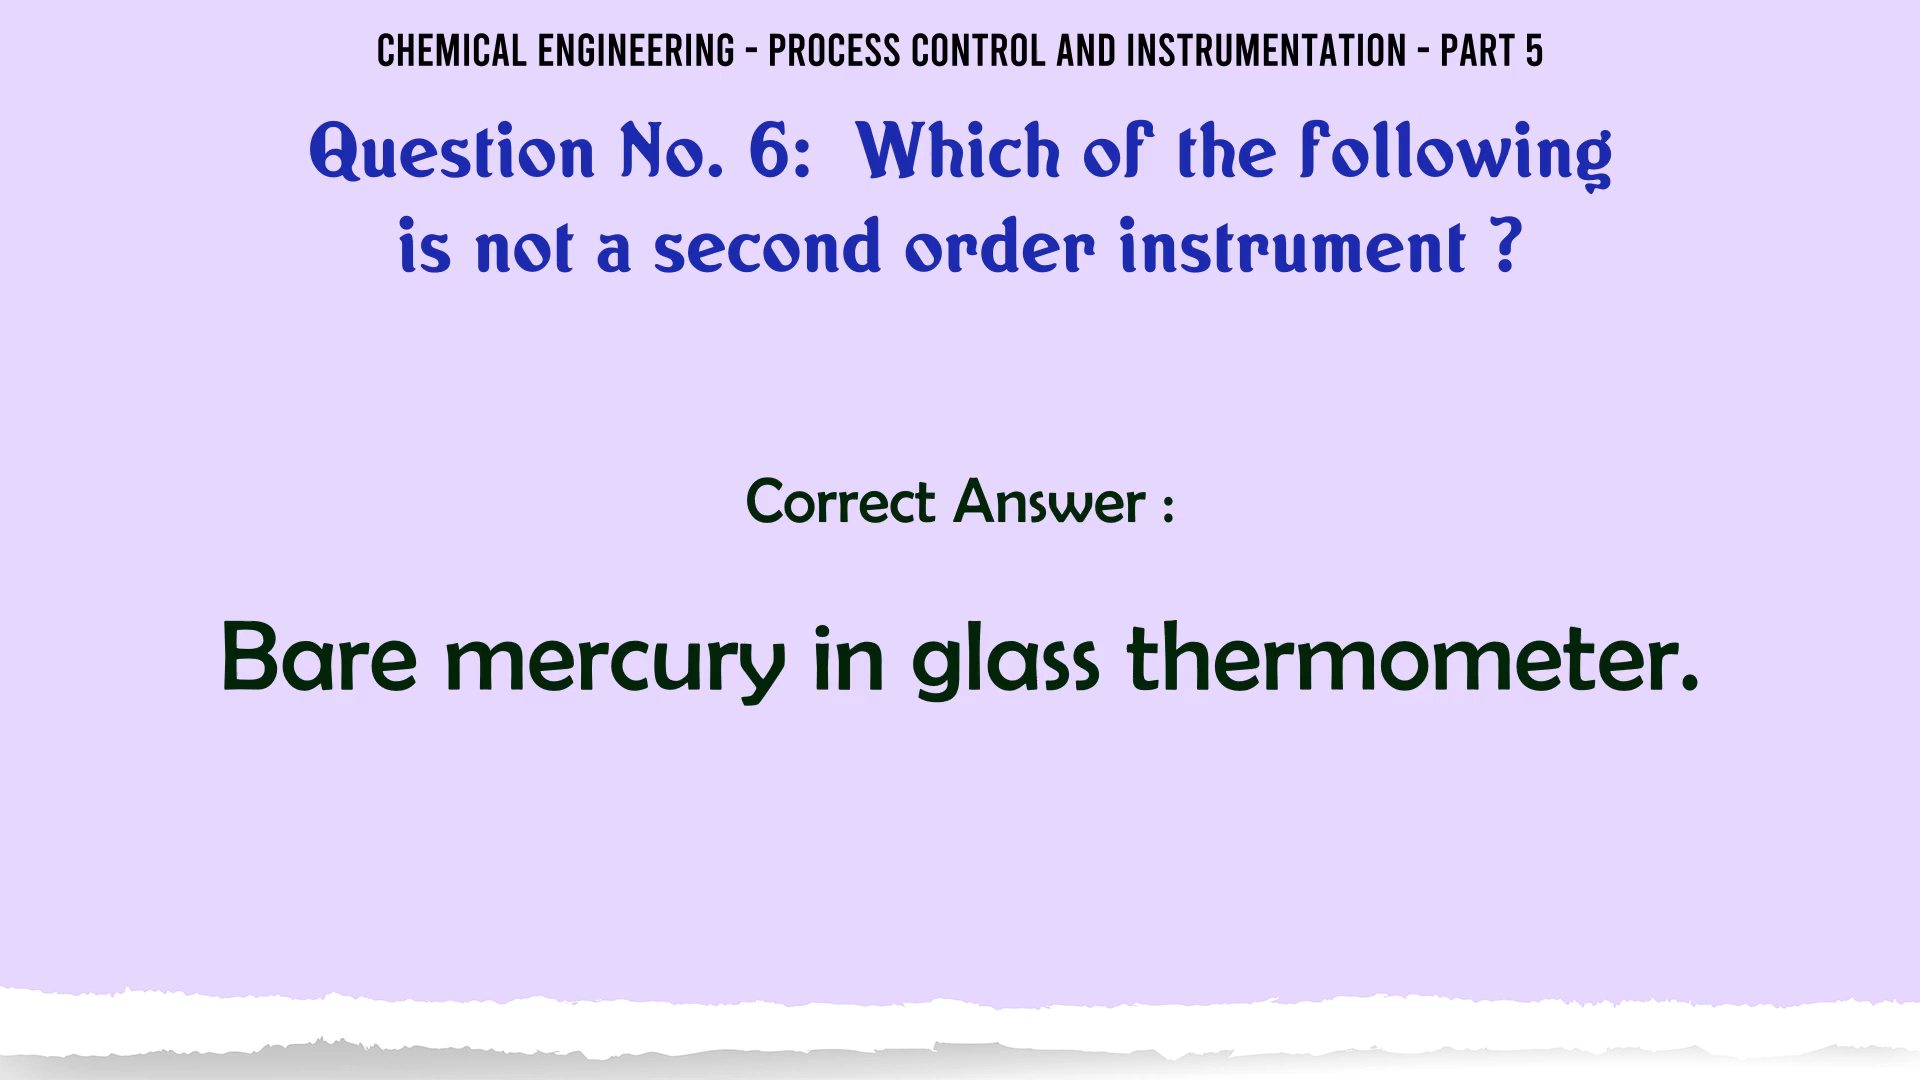 CHEMICAL ENGINEERING - PROCESS CONTROL AND INSTRUMENTATION - PART 5
Question No. 6: Which of the following
is not a second order instrument ?
Correct Answer :
Bare mercury in glass thermometer.